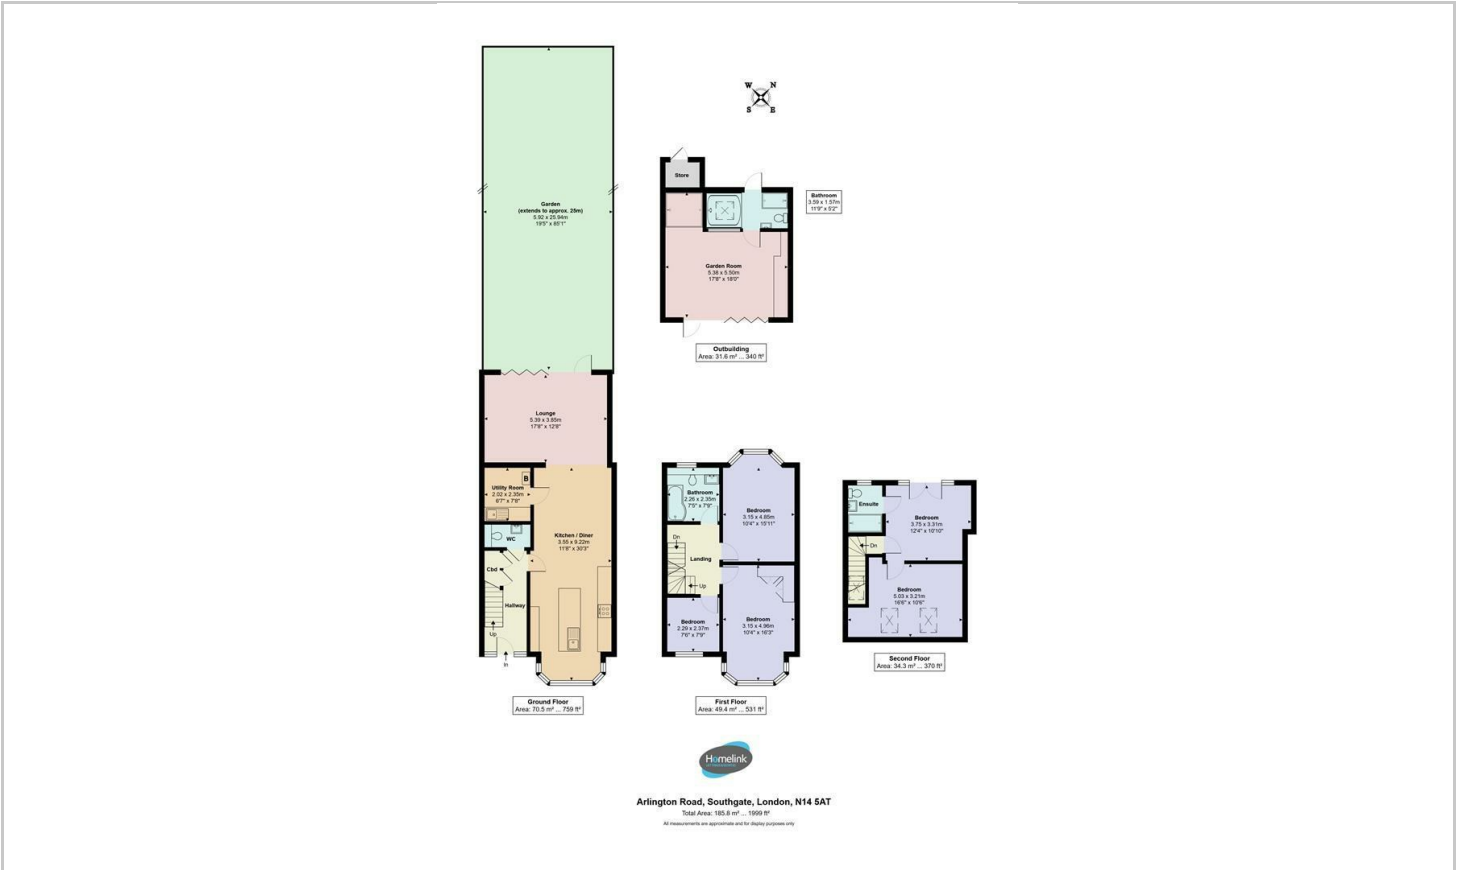 W N
S E
Store
Bathroom
3.59 x 1.57m
11'9" x 5'2"
Garden
(extends to approx. 25m)
5.92 x 25.94m
19'5" x 85'1"
Garden Room
5.38 x 5.50m
17'8" x 18'0"
Outbuilding
Area: 31.6 m² ... 340 ft²
Lounge
5.39 x 3.85m
17'8" x 12'8"
B
Utility Room
2.02 x 2.35m
6'7" x 7'8"
WC
Kitchen / Diner
3.55 x 9.22m
11'8" x 30'3"
Cbd
Hallway
Up
In
Ground Floor
Area: 70.5 m² ... 759 ft²
Bathroom
2.26 x 2.35m
7'5" x 7'9"
Bedroom
3.15 x 4.85m
10'4" x 15'11"
Dn
Landing
Up
Bedroom
2.29 x 2.37m
7'6" x 7'9"
Bedroom
3.15 x 4.96m
10'4" x 16'3"
First Floor
Area: 49.4 m² ... 531 ft²
Ensuite
Bedroom
3.75 x 3.31m
12'4" x 10'10"
Dn
Bedroom
5.03 x 3.21m
16'6" x 10'6"
Second Floor
Area: 34.3 m² ... 370 ft²
Homelink
Arlington Road, Southgate, London, N14 5AT
Total Area: 185.8 m² ... 1999 ft²
All measurements are approximate and for display purposes only